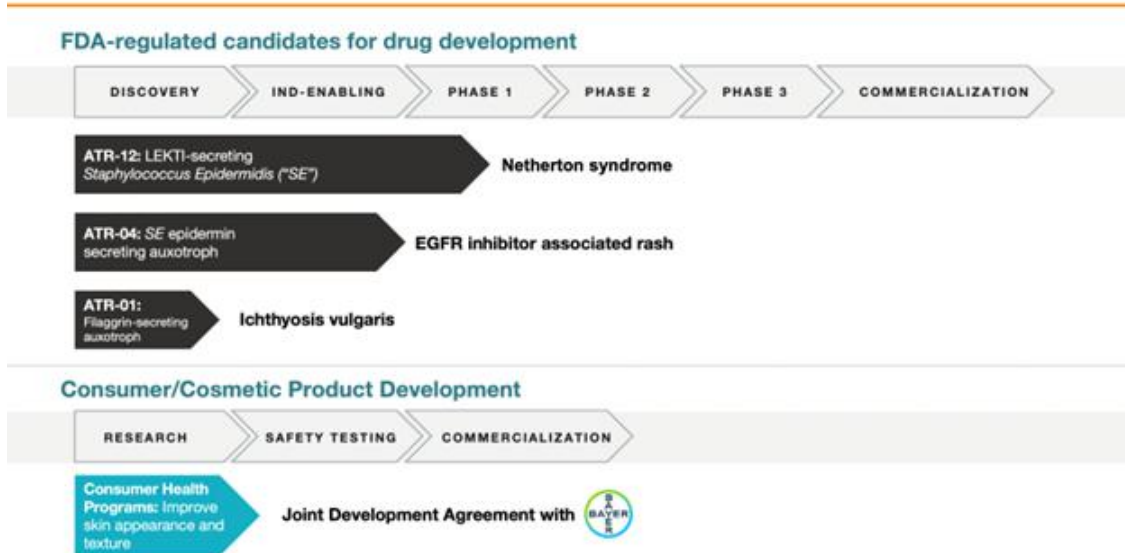 FDA-regulated candidates for drug development
DISCOVERY
IND-ENABLING
PHASE 1
PHASE 2
PHASE 3
COMMERCIALIZATION
ATR-12: LEKTI-secreting
Staphylococcus Epidermidis ("SE")
Netherton syndrome
ATR-04: SE epidermin
secreting auxotroph
EGFR inhibitor associated rash
ATR-01:
Filaggrin-secreting
auxotroph
Ichthyosis vulgaris
Consumer/Cosmetic Product Development
RESEARCH
SAFETY TESTING
COMMERCIALIZATION
Consumer Health
Programs: Improve
skin appearance and
texture
Joint Development Agreement with
BAYER
BAYER